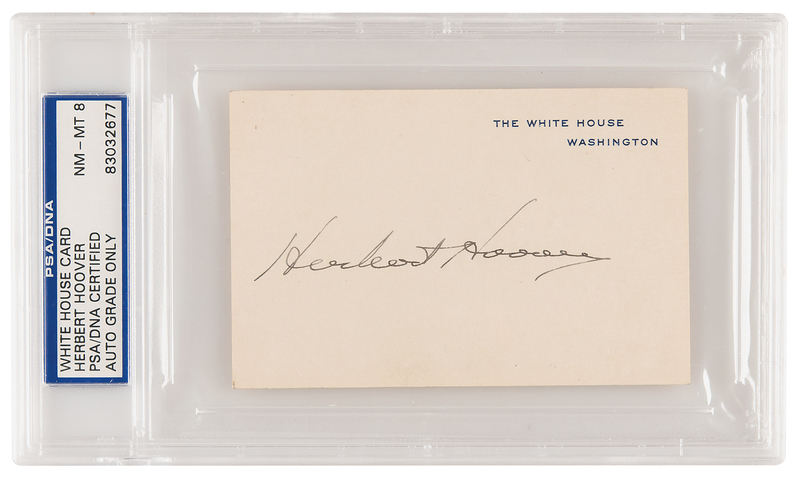 PSA/DNA
WHITE HOUSE CARD
HERBERT HOOVER NM – MT 8
PSA/DNA CERTIFIED
AUTO GRADE ONLY 83032677
THE WHITE HOUSE
WASHINGTON
Herbert Hoover